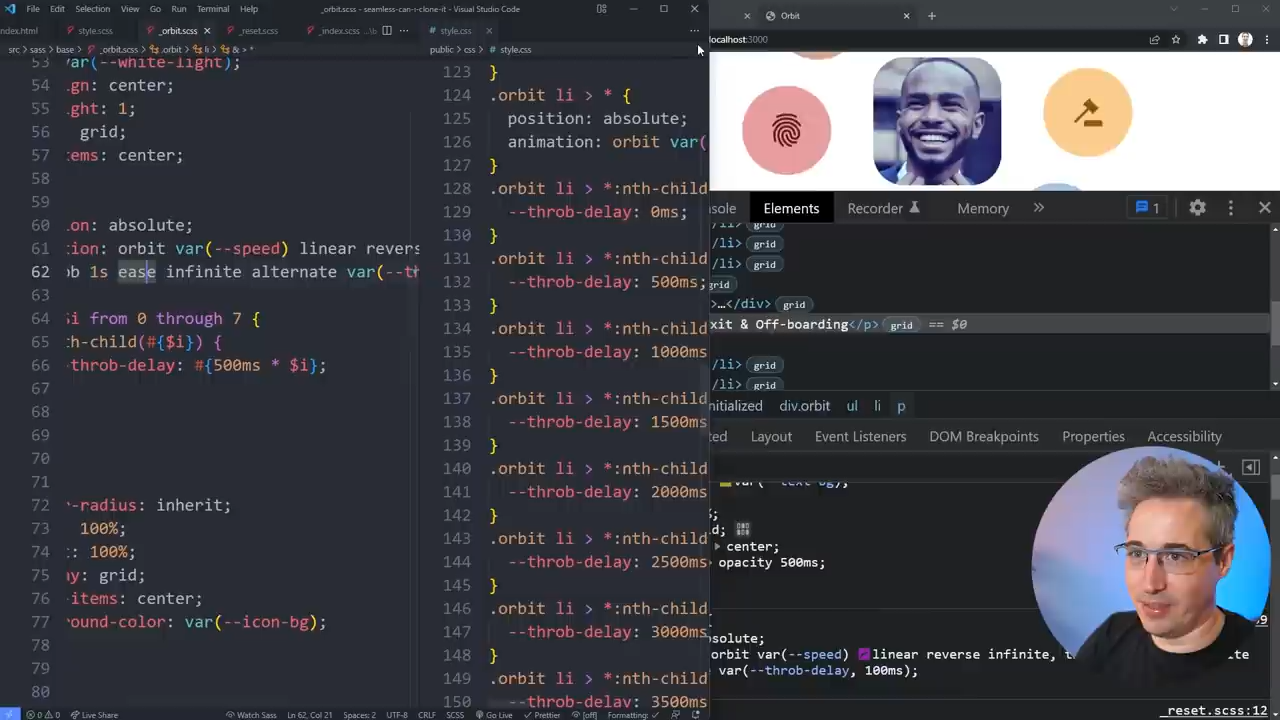 File Edit Selection View Go Run Terminal Help _orbit.scss - seamless-can-i-clone-it - Visual Studio Code
index.html style.scss _orbit.scss _reset.scss _index.scss ...\b
src > sass > base > _orbit.scss > .orbit > li > & > *
53 var(--white-light);
54 .gn: center;
55 .ght: 1;
56 grid;
57 ems: center;
58
59
60 .on: absolute;
61 tion: orbit var(--speed) linear revers
62 ob 1s ease infinite alternate var(--th
63
64 $i from 0 through 7 {
65 th-child(#{$i}) {
66 throb-delay: #{500ms * $i};
67
68
69
70
71
72 r-radius: inherit;
73 100%;
74 : 100%;
75 ay: grid;
76 items: center;
77 ound-color: var(--icon-bg);
78
79
80
style.css
public > css > style.css
123 }
124 .orbit li > * {
125 position: absolute;
126 animation: orbit var(
127 }
128 .orbit li > *:nth-child
129 --throb-delay: 0ms;
130 }
131 .orbit li > *:nth-child
132 --throb-delay: 500ms;
133 }
134 .orbit li > *:nth-child
135 --throb-delay: 1000ms
136 }
137 .orbit li > *:nth-child
138 --throb-delay: 1500ms
139 }
140 .orbit li > *:nth-child
141 --throb-delay: 2000ms
142 }
143 .orbit li > *:nth-child
144 --throb-delay: 2500ms
145 }
146 .orbit li > *:nth-child
147 --throb-delay: 3000ms
148 }
149 .orbit li > *:nth-child
150 --throb-delay: 3500ms
0 0 Live Share Watch Sass Ln 62, Col 21 Spaces: 2 UTF-8 CRLF SCSS Go Live Prettier [off] Formatting: ✓
Orbit
localhost:3000
nsole Elements Recorder Memory » 1
/li> grid
/li> grid
/li> grid
grid
>…</div> grid
xit & Off-boarding</p> grid == $0
/li> grid
/li> grid
nitialized div.orbit ul li p
ted Layout Event Listeners DOM Breakpoints Properties Accessibility
var(--text-bg);
%;
d;
center;
opacity 500ms;
absolute;
orbit var(--speed) linear reverse infinite, t
var(--throb-delay, 100ms);
_reset.scss:12